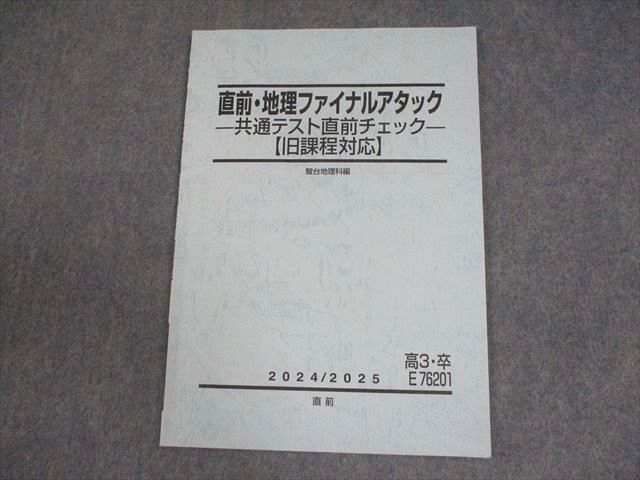 直前・地理ファイナルアタック
―共通テスト直前チェック―
【旧課程対応】
駿台地理科編
高3・卒
2024/2025 E76201
直前